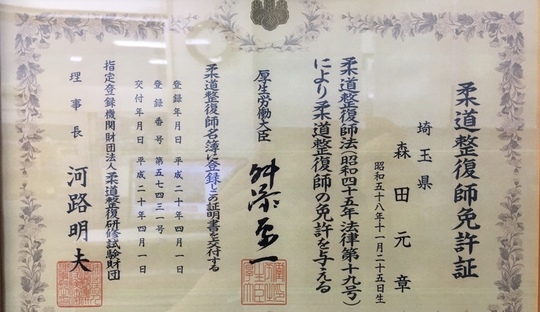 柔道整復師免許証
埼玉県
森田元章
昭和五十八年十一月二十五日生
柔道整復師法(昭和四十五年法律第十九号)
により柔道整復師の免許を与える
厚生労働大臣
舛添要一
柔道整復師名簿に登録しこの証明書を交付する
登録年月日 平成二十年四月一日
登録番号 第五七四三一号
交付年月日 平成二十年四月一日
指定登録機関財団法人柔道整復研修試験財団
理事長 河路明夫